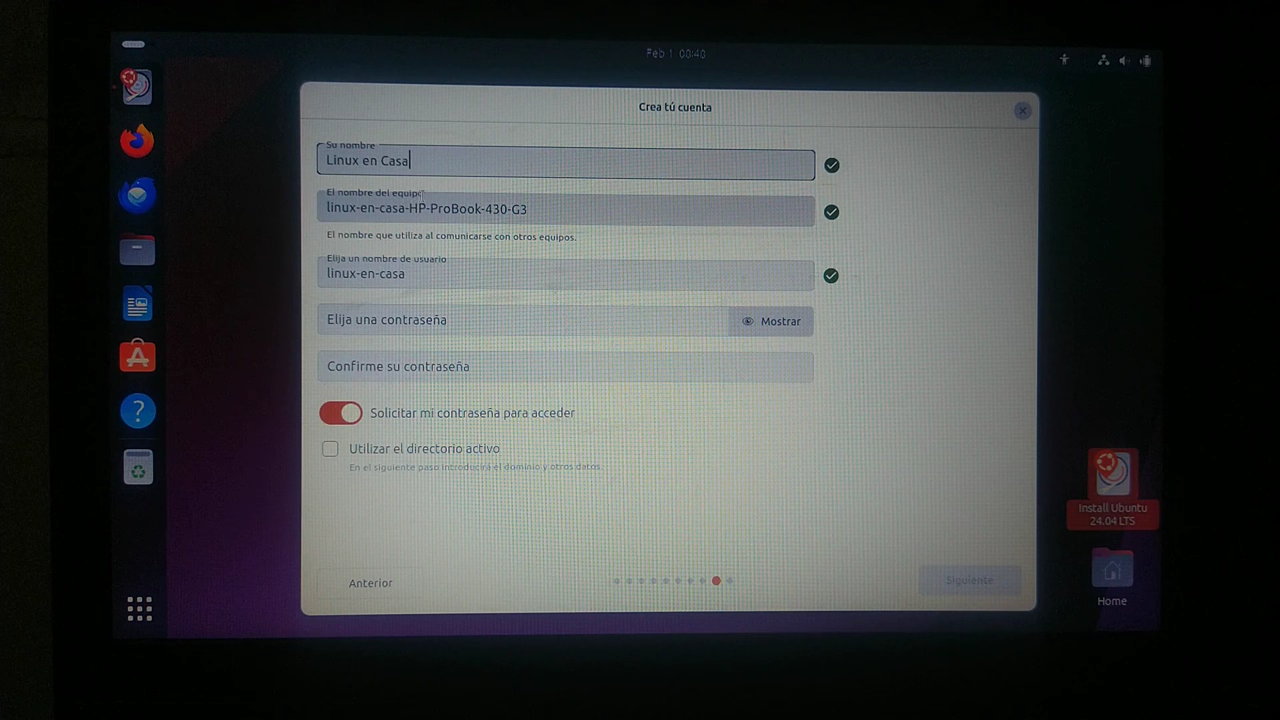 Feb 1 00:40
Crea tú cuenta
Su nombre
Linux en Casa
El nombre del equipo
linux-en-casa-HP-ProBook-430-G3
El nombre que utiliza al comunicarse con otros equipos.
Elija un nombre de usuario
linux-en-casa
Elija una contraseña
Mostrar
Confirme su contraseña
Solicitar mi contraseña para acceder
Utilizar el directorio activo
En el siguiente paso introducirá el dominio y otros datos.
Anterior
Siguiente
Install Ubuntu
24.04 LTS
Home